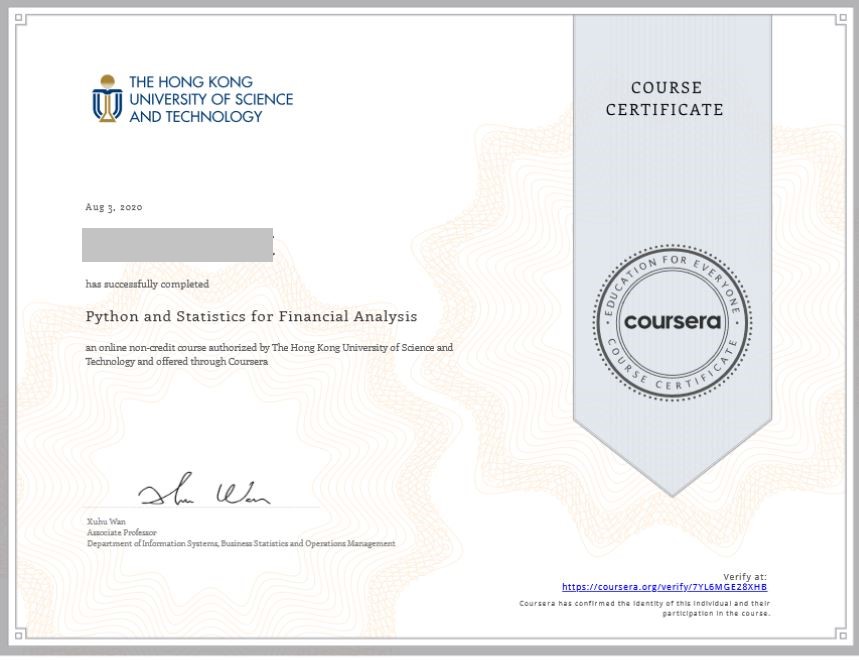 THE HONG KONG
UNIVERSITY OF SCIENCE
AND TECHNOLOGY
COURSE
CERTIFICATE
Aug 3, 2020
has successfully completed
Python and Statistics for Financial Analysis
an online non-credit course authorized by The Hong Kong University of Science and
Technology and offered through Coursera
EDUCATION FOR EVERYONE
coursera
COURSE CERTIFICATE
Xuhu Wan
Associate Professor
Department of Information Systems, Business Statistics and Operations Management
Verify at:
https://coursera.org/verify/7YL6MGE28XHB
Coursera has confirmed the identity of this individual and their
participation in the course.